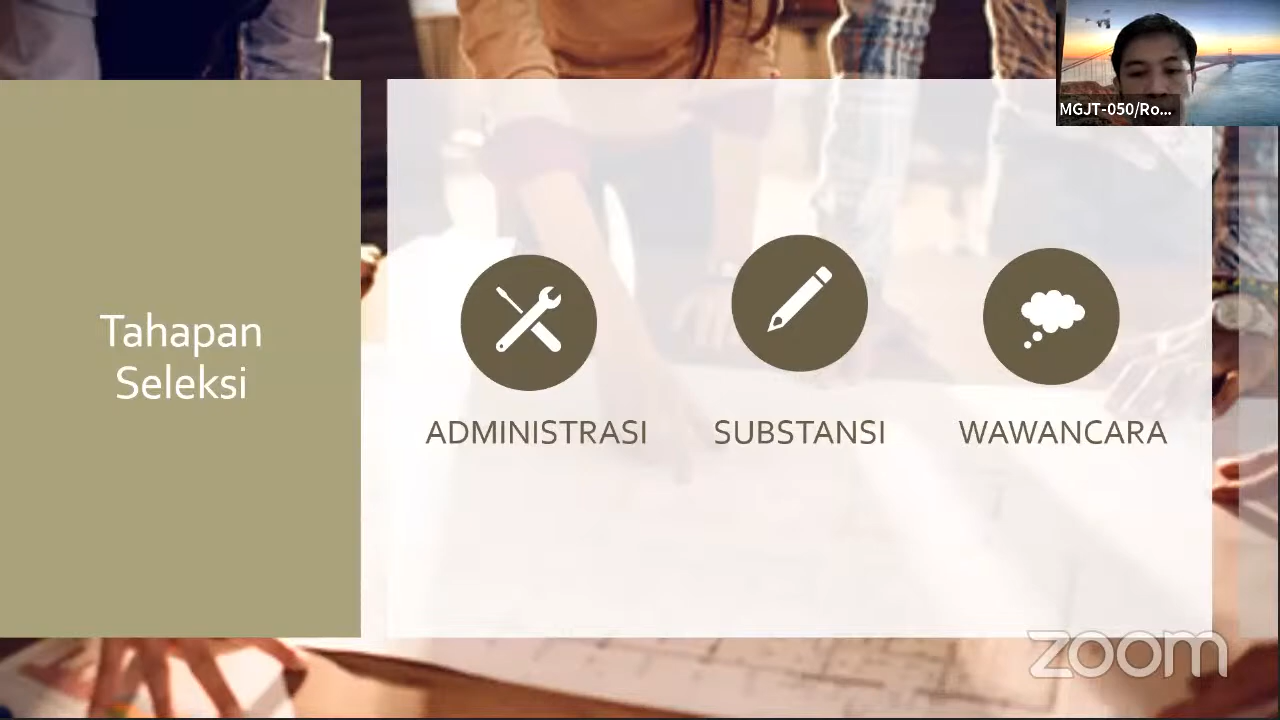 MGJT-050/Ro...
Tahapan
Seleksi
ADMINISTRASI
SUBSTANSI
WAWANCARA
zoom